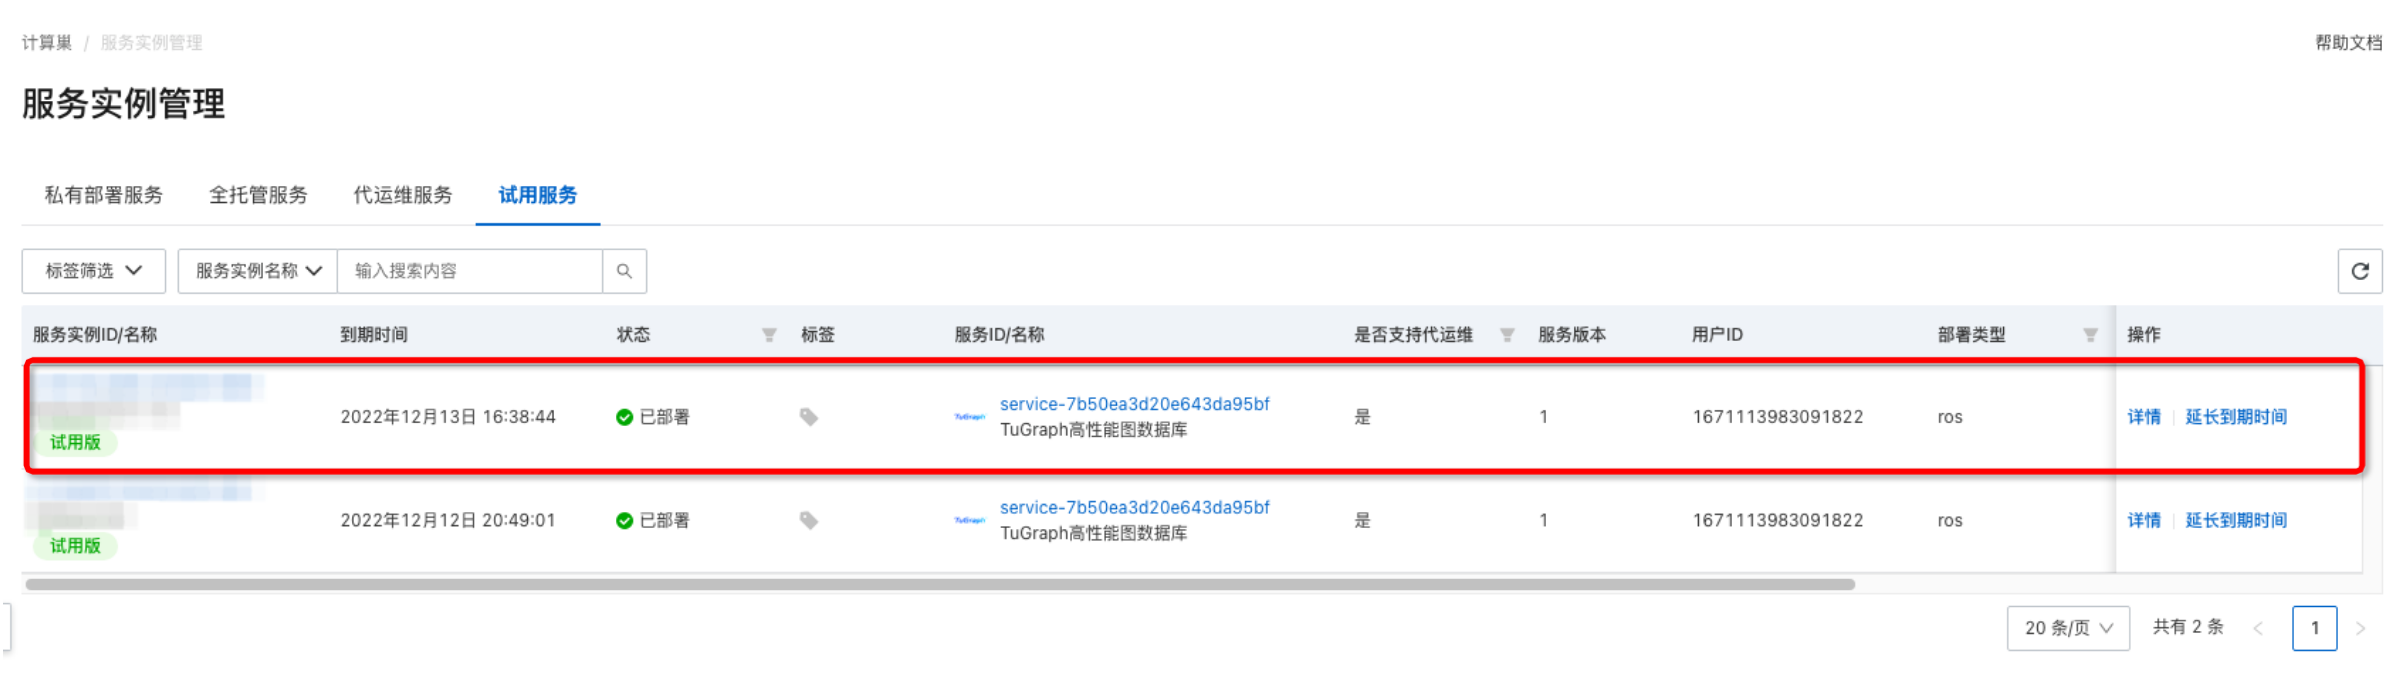 计算巢 / 服务实例管理
帮助文档
服务实例管理
私有部署服务 全托管服务 代运维服务 试用服务
标签筛选 服务实例名称 输入搜索内容
服务实例ID/名称 到期时间 状态 标签 服务ID/名称 是否支持代运维 服务版本 用户ID 部署类型 操作
试用版
2022年12月13日 16:38:44 已部署
TuGraph
service-7b50ea3d20e643da95bf
TuGraph高性能图数据库
是 1 1671113983091822 ros 详情 延长到期时间
试用版
2022年12月12日 20:49:01 已部署
TuGraph
service-7b50ea3d20e643da95bf
TuGraph高性能图数据库
是 1 1671113983091822 ros 详情 延长到期时间
20 条/页 共有 2 条 < 1 >